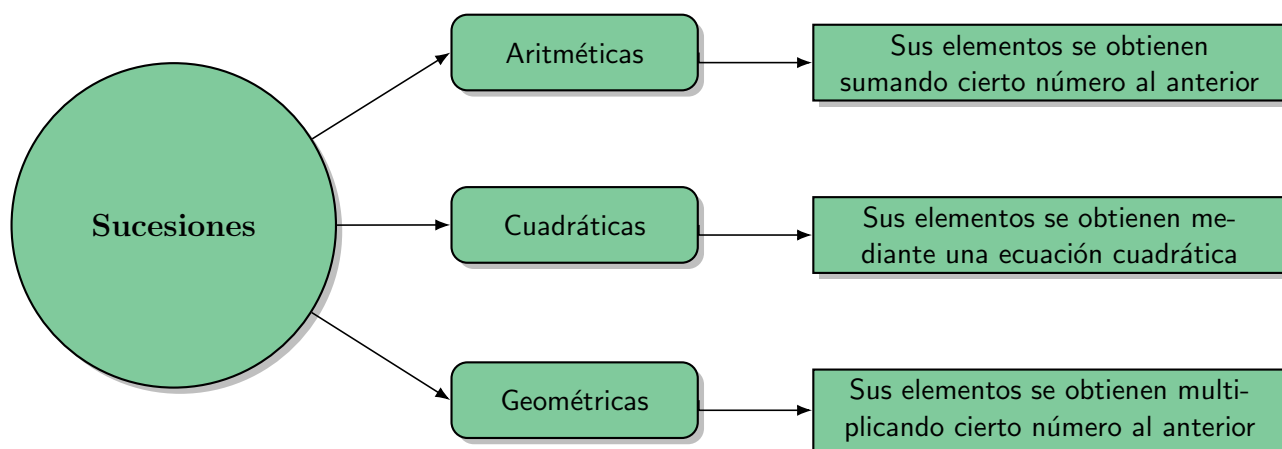 Sucesiones
Aritméticas
Sus elementos se obtienen
sumando cierto número al anterior
Cuadráticas
Sus elementos se obtienen me-
diante una ecuación cuadrática
Geométricas
Sus elementos se obtienen multi-
plicando cierto número al anterior